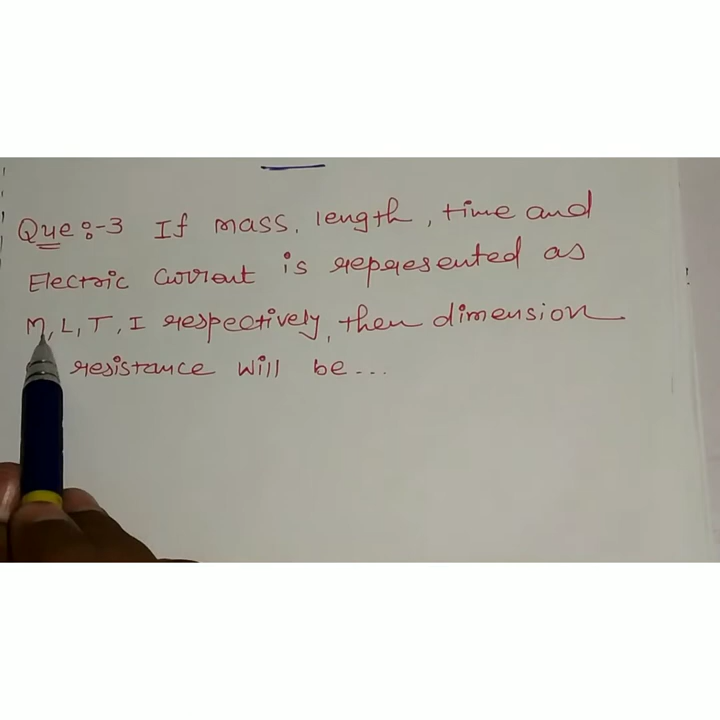 Que:-3 If mass, length, time and
Electric Current is represented as
M, L, T, I respectively, then dimension
resistance will be...